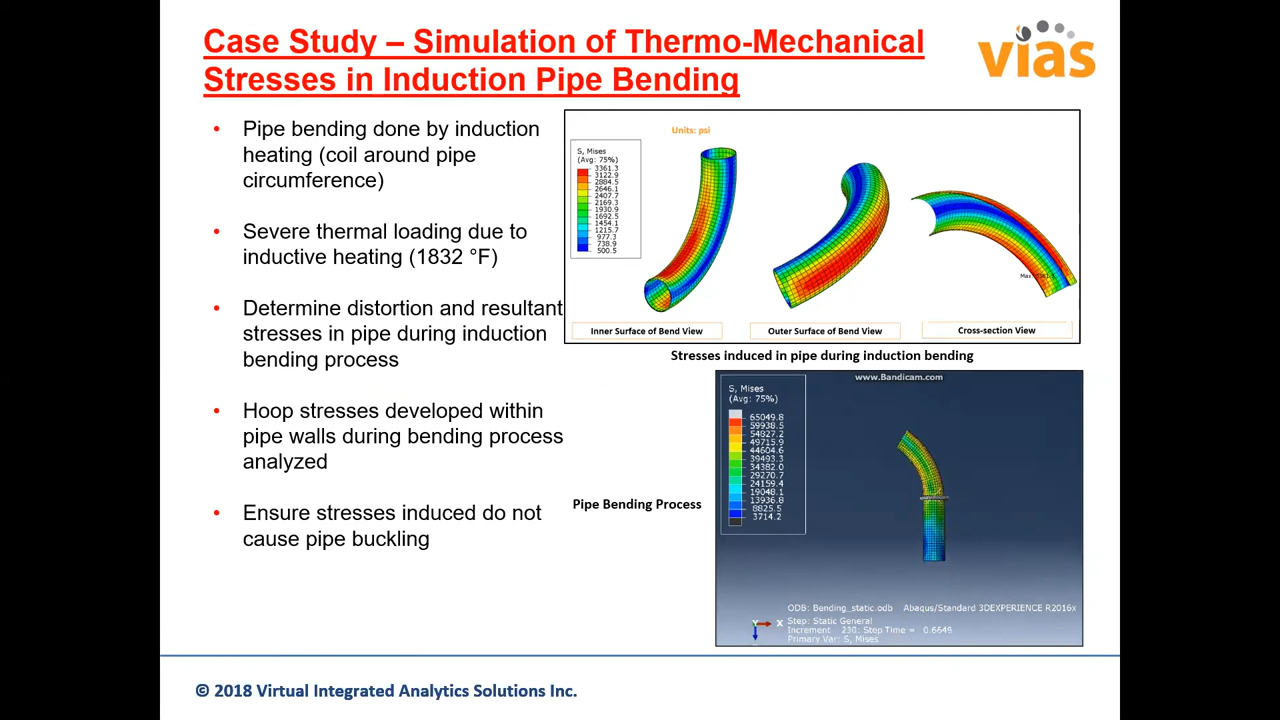 Case Study – Simulation of Thermo-Mechanical
Stresses in Induction Pipe Bending
vias
• Pipe bending done by induction
heating (coil around pipe
circumference)
• Severe thermal loading due to
inductive heating (1832 °F)
• Determine distortion and resultant
stresses in pipe during induction
bending process
• Hoop stresses developed within
pipe walls during bending process
analyzed
• Ensure stresses induced do not
cause pipe buckling
Units: psi
S, Mises
(Avg: 75%)
3361.3
3122.9
2884.5
2646.1
2407.7
2169.3
1930.9
1692.5
1454.1
1215.7
977.3
738.9
500.5
Inner Surface of Bend View
Outer Surface of Bend View
Cross-section View
Stresses induced in pipe during induction bending
Pipe Bending Process
www.Bandicam.com
S, Mises
(Avg: 75%)
65049.8
59938.5
54827.2
49715.9
44604.6
39493.3
34382.0
29270.7
24159.4
19048.1
13936.8
8825.5
3714.2
ODB: Bending_static.odb Abaqus/Standard 3DEXPERIENCE R2016x
Y X
Step: Static General
Increment 230: Step Time = 0.6649
Primary Var: S, Mises
© 2018 Virtual Integrated Analytics Solutions Inc.